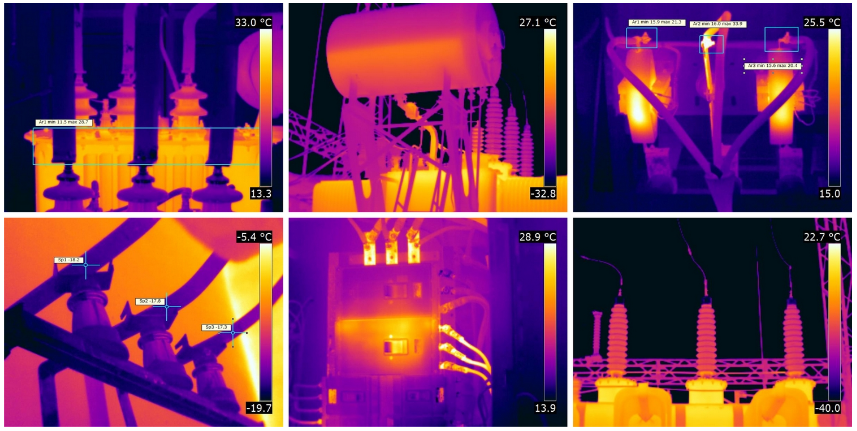 33.0 °C
Ar1 min 11.5 max 28.7
13.3
27.1 °C
-32.8
25.5 °C
Ar1 min 15.9 max 21.3
Ar2 min 16.0 max 33.8
Ar3 min 15.6 max 20.4
15.0
-5.4 °C
Sp1 -18.2
Sp2 -17.8
Sp3 -17.3
-19.7
28.9 °C
13.9
22.7 °C
-40.0